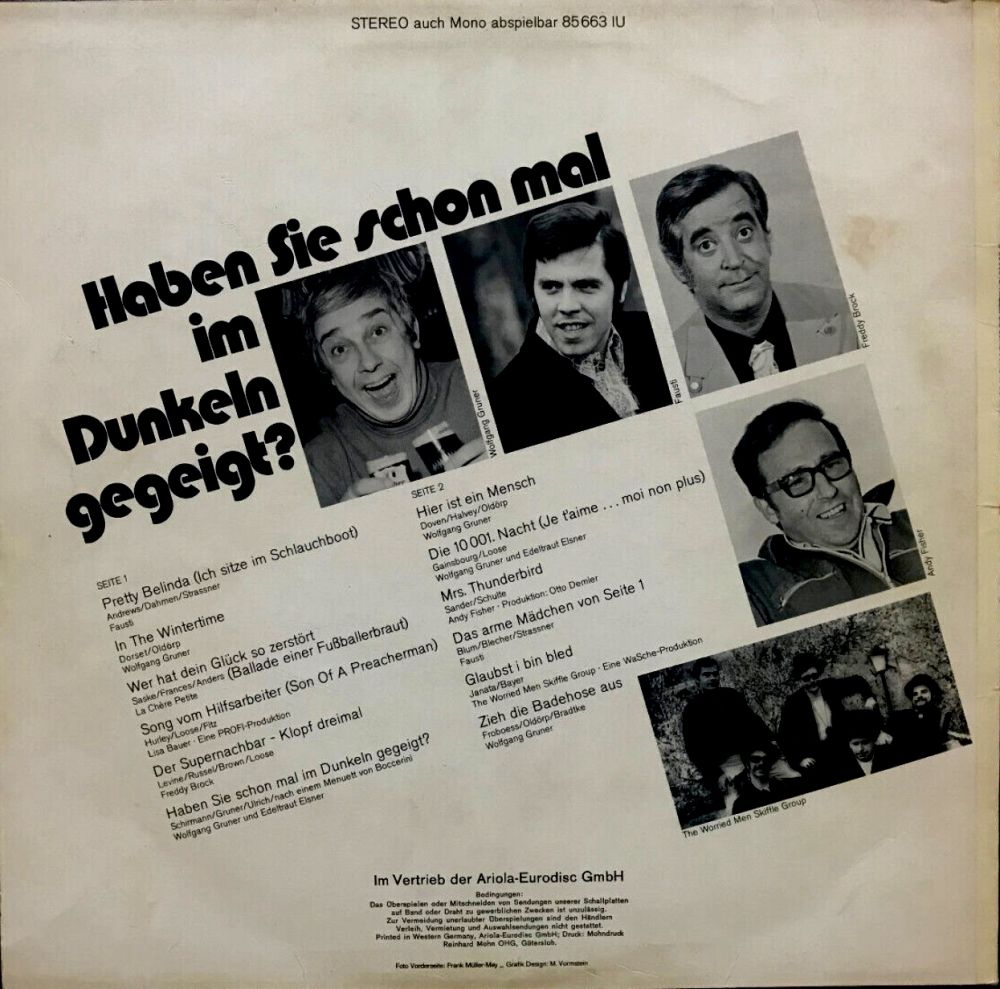 STEREO auch Mono abspielbar 85663 IU
Haben Sie schon mal
im
Dunkeln
gegeigt?
Wolfgang Gruner
Fausti
Freddy Brock
Andy Fisher
SEITE 1
Pretty Belinda (Ich sitze im Schlauchboot)
Andrews/Dahmen/Strassner
Fausti
In The Wintertime
Dorset/Oldörp
Wolfgang Gruner
Wer hat dein Glück so zerstört
Saske/Frances/Anders (Ballade einer Fußballerbraut)
La Chère Petite
Song vom Hilfsarbeiter (Son Of A Preacherman)
Hurley/Loose/Fitz
Lisa Bauer · Eine PROFI-Produktion
Der Supernachbar - Klopf dreimal
Levine/Russel/Brown/Loose
Freddy Brock
Haben Sie schon mal im Dunkeln gegeigt?
Schirmann/Gruner/Ulrich/nach einem Menuett von Boccerini
Wolfgang Gruner und Edeltraut Elsner
SEITE 2
Hier ist ein Mensch
Doven/Halvey/Oldörp
Wolfgang Gruner
Die 10 001. Nacht (Je t'aime ... moi non plus)
Gainsbourg/Loose
Wolfgang Gruner und Edeltraut Elsner
Mrs. Thunderbird
Sander/Schulte
Andy Fisher · Produktion: Otto Demler
Das arme Mädchen von Seite 1
Blum/Blecher/Strassner
Fausti
Glaubst i bin bled
Janata/Bayer
The Worried Men Skiffle Group · Eine WaSche-Produktion
Zieh die Badehose aus
Froboess/Oldörp/Bradtke
Wolfgang Gruner
The Worried Men Skiffle Group
Im Vertrieb der Ariola-Eurodisc GmbH
Bedingungen:
Das Überspielen oder Mitschneiden von Sendungen unserer Schallplatten
auf Band oder Draht zu gewerblichen Zwecken ist unzulässig.
Zur Vermeidung unerlaubter Überspielungen sind den Händlern
Verleih, Vermietung und Auswahlsendungen nicht gestattet.
Printed in Western Germany, Ariola-Eurodisc GmbH; Druck: Mohndruck
Reinhard Mohn OHG, Gütersloh.
Foto Vorderseite: Frank Müller-May _ Grafik Design: M. Vormstein